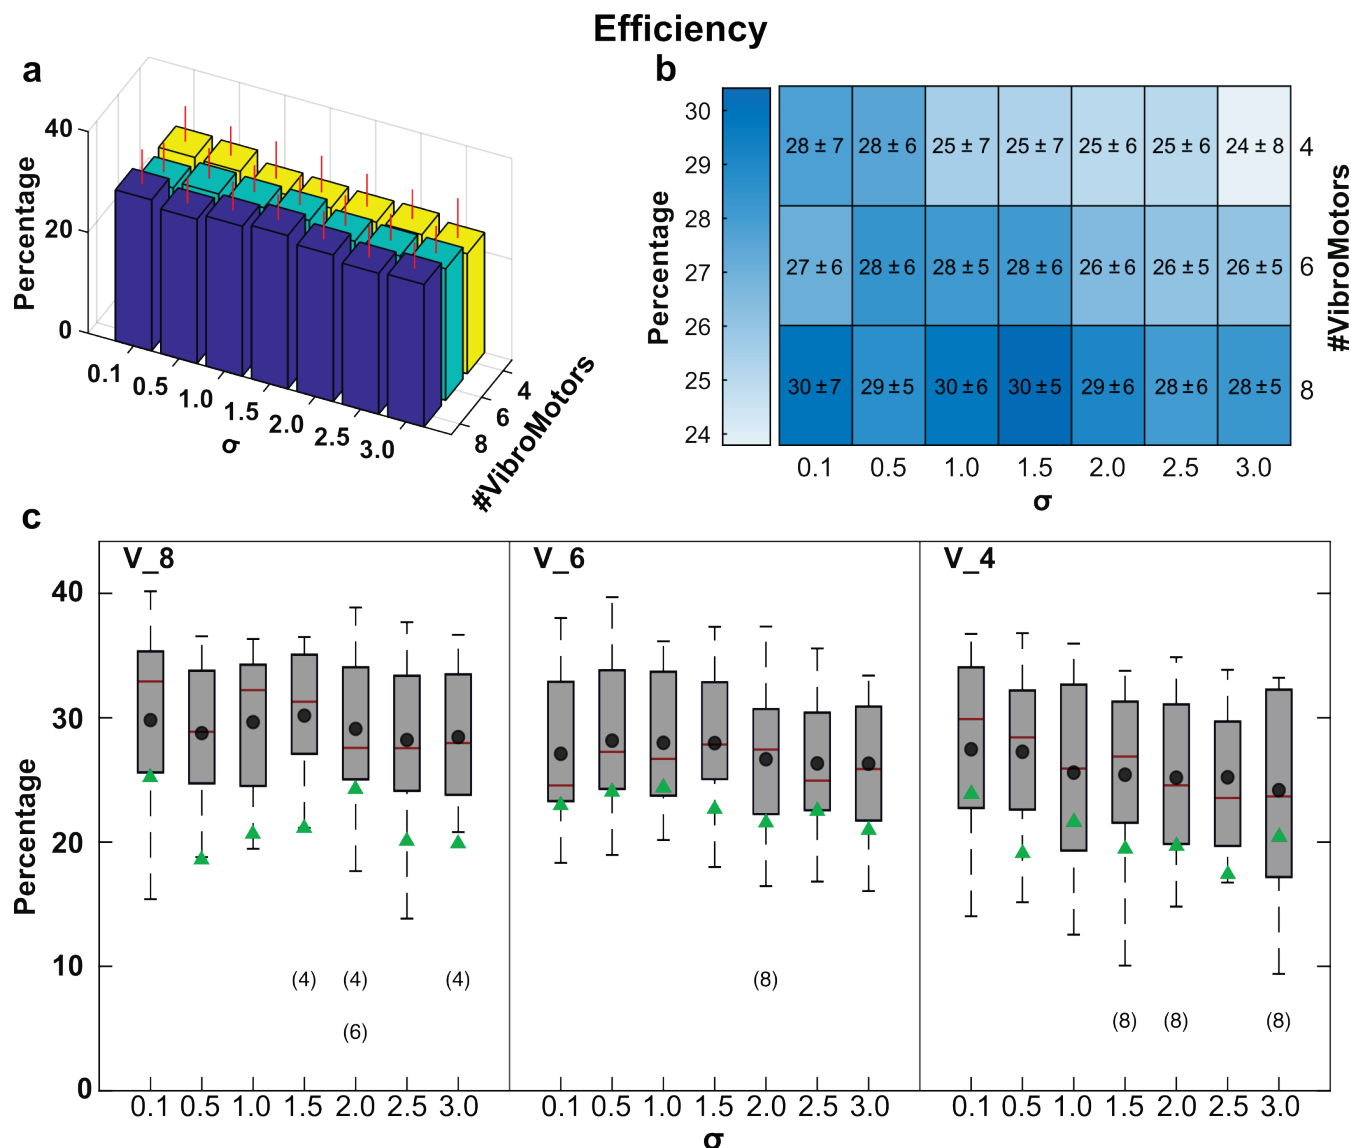 Efficiency
a
40
20
0
Percentage
0.1 0.5 1.0 1.5 2.0 2.5 3.0
σ
4
6
8
#VibroMotors
b
30
29
28
27
26
25
24
Percentage
28 ± 7 28 ± 6 25 ± 7 25 ± 7 25 ± 6 25 ± 6 24 ± 8 4
27 ± 6 28 ± 6 28 ± 5 28 ± 6 26 ± 6 26 ± 5 26 ± 5 6
30 ± 7 29 ± 5 30 ± 6 30 ± 5 29 ± 6 28 ± 6 28 ± 5 8
#VibroMotors
0.1 0.5 1.0 1.5 2.0 2.5 3.0
σ
c
V_8 V_6 V_4
40
30
20
10
0
Percentage
(4) (4) (4) (8)
(6) (8) (8) (8)
0.1 0.5 1.0 1.5 2.0 2.5 3.0 0.1 0.5 1.0 1.5 2.0 2.5 3.0 0.1 0.5 1.0 1.5 2.0 2.5 3.0
σ